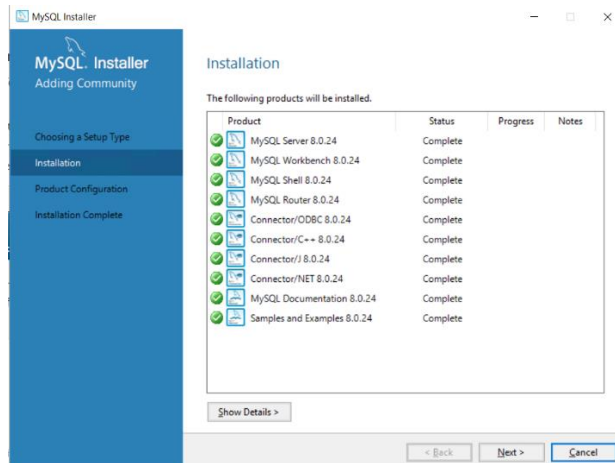 MySQL Installer
MySQL. Installer
Adding Community
Choosing a Setup Type
Installation
Product Configuration
Installation Complete
Installation
The following products will be installed.
Product Status Progress Notes
MySQL Server 8.0.24 Complete
MySQL Workbench 8.0.24 Complete
MySQL Shell 8.0.24 Complete
MySQL Router 8.0.24 Complete
Connector/ODBC 8.0.24 Complete
Connector/C++ 8.0.24 Complete
Connector/J 8.0.24 Complete
Connector/NET 8.0.24 Complete
MySQL Documentation 8.0.24 Complete
Samples and Examples 8.0.24 Complete
Show Details >
< Back Next > Cancel